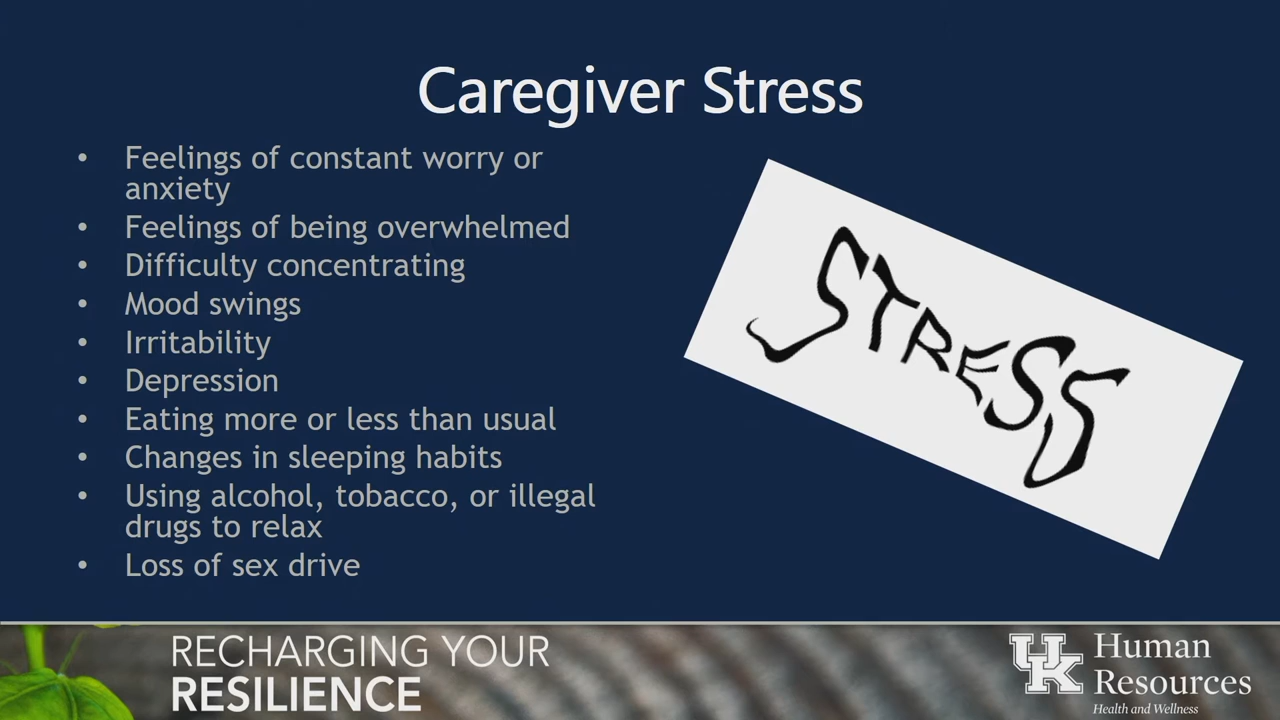 Caregiver Stress
• Feelings of constant worry or
anxiety
• Feelings of being overwhelmed
• Difficulty concentrating
• Mood swings
• Irritability
• Depression
• Eating more or less than usual
• Changes in sleeping habits
• Using alcohol, tobacco, or illegal
drugs to relax
• Loss of sex drive
STRESS
RECHARGING YOUR
RESILIENCE
UK Human
Resources
Health and Wellness